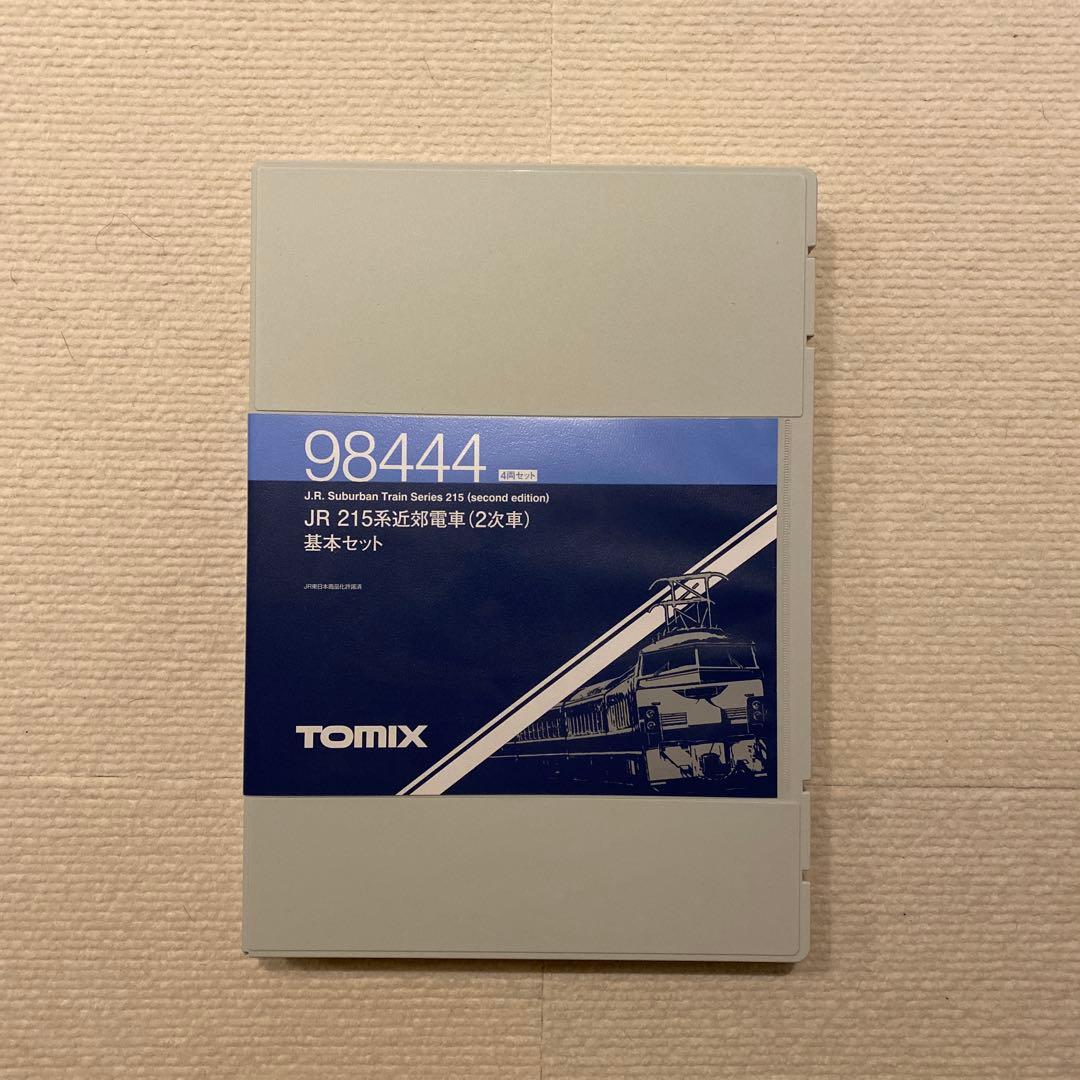 98444 4両セット
J.R. Suburban Train Series 215 (second edition)
JR 215系近郊電車(2次車)
基本セット
JR東日本商品化許諾済
TOMIX